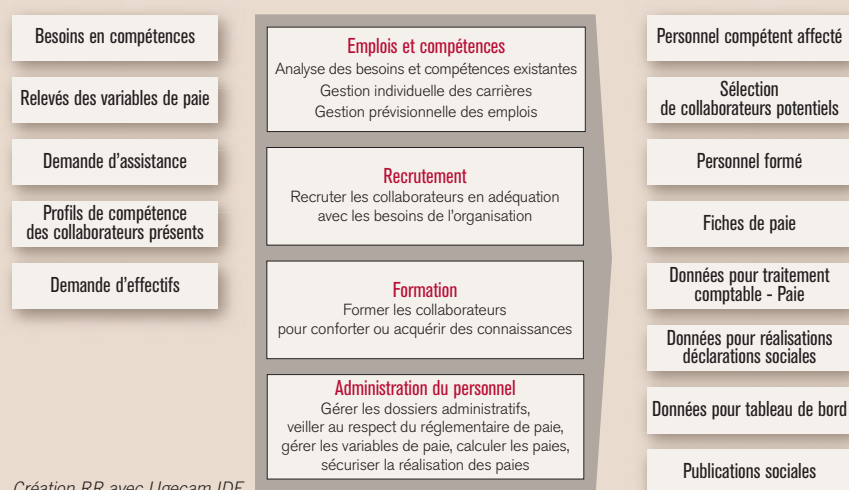 Besoins en compétences
Relevés des variables de paie
Demande d'assistance
Profils de compétence
des collaborateurs présents
Demande d'effectifs
Emplois et compétences
Analyse des besoins et compétences existantes
Gestion individuelle des carrières
Gestion prévisionnelle des emplois
Recrutement
Recruter les collaborateurs en adéquation
avec les besoins de l'organisation
Formation
Former les collaborateurs
pour conforter ou acquérir des connaissances
Administration du personnel
Gérer les dossiers administratifs,
veiller au respect du réglementaire de paie,
gérer les variables de paie, calculer les paies,
sécuriser la réalisation des paies
Personnel compétent affecté
Sélection
de collaborateurs potentiels
Personnel formé
Fiches de paie
Données pour traitement
comptable - Paie
Données pour réalisations
déclarations sociales
Données pour tableau de bord
Publications sociales
Création RR avec Ugecam IDF